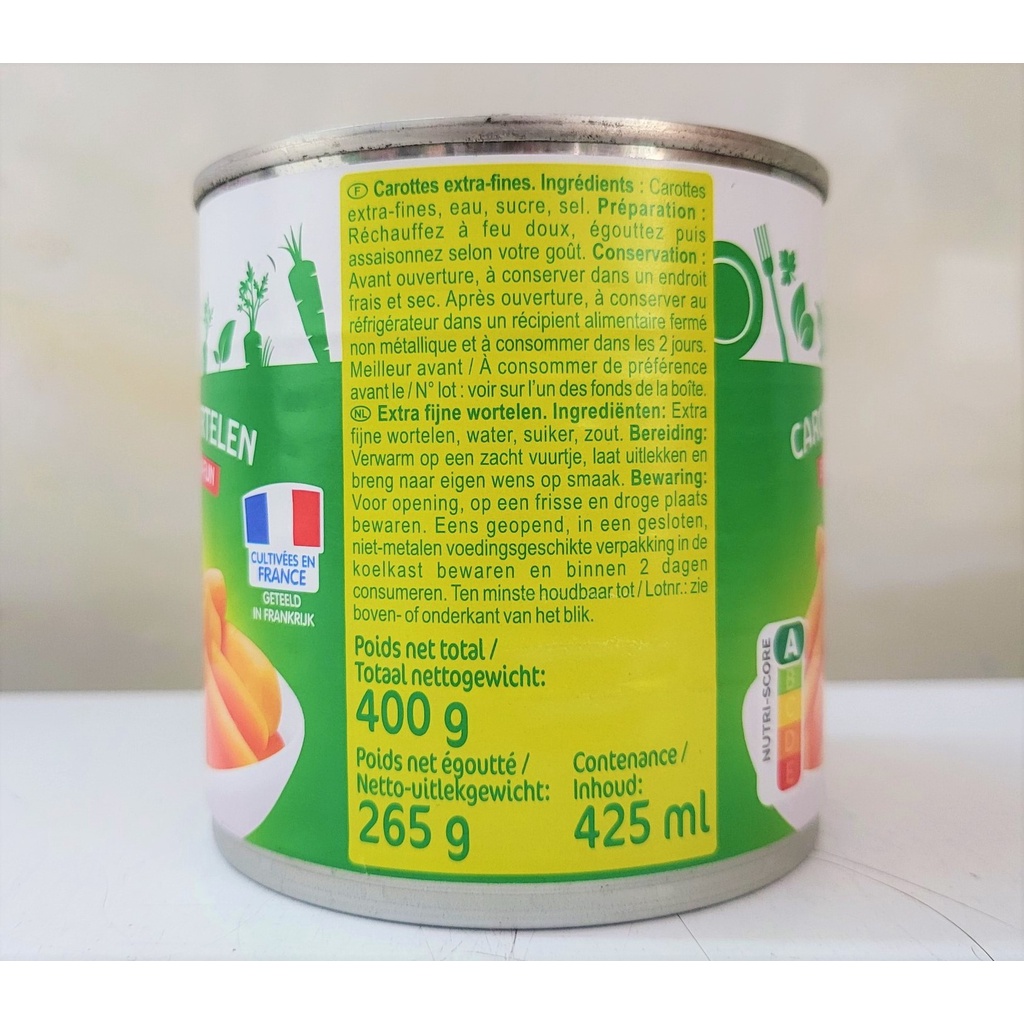 F Carottes extra-fines. Ingrédients : Carottes
extra-fines, eau, sucre, sel. Préparation :
Réchauffez à feu doux, égouttez puis
assaisonnez selon votre goût. Conservation :
Avant ouverture, à conserver dans un endroit
frais et sec. Après ouverture, à conserver au
réfrigérateur dans un récipient alimentaire fermé
non métallique et à consommer dans les 2 jours.
Meilleur avant / À consommer de préférence
avant le / N° lot : voir sur l'un des fonds de la boîte.
NL Extra fijne wortelen. Ingrediënten: Extra
fijne wortelen, water, suiker, zout. Bereiding:
Verwarm op een zacht vuurtje, laat uitlekken en
breng naar eigen wens op smaak. Bewaring:
Voor opening, op een frisse en droge plaats
bewaren. Eens geopend, in een gesloten,
niet-metalen voedingsgeschikte verpakking in de
koelkast bewaren en binnen 2 dagen
consumeren. Ten minste houdbaar tot / Lotnr.: zie
boven- of onderkant van het blik.
Poids net total /
Totaal nettogewicht:
400 g
Poids net égoutté /
Netto-uitlekgewicht:
265 g
Contenance /
Inhoud:
425 ml
RTELEN
CULTIVÉES EN
FRANCE
GETEELD
IN FRANKRIJK
CAR
NUTRI-SCORE
A
B
C
D
E